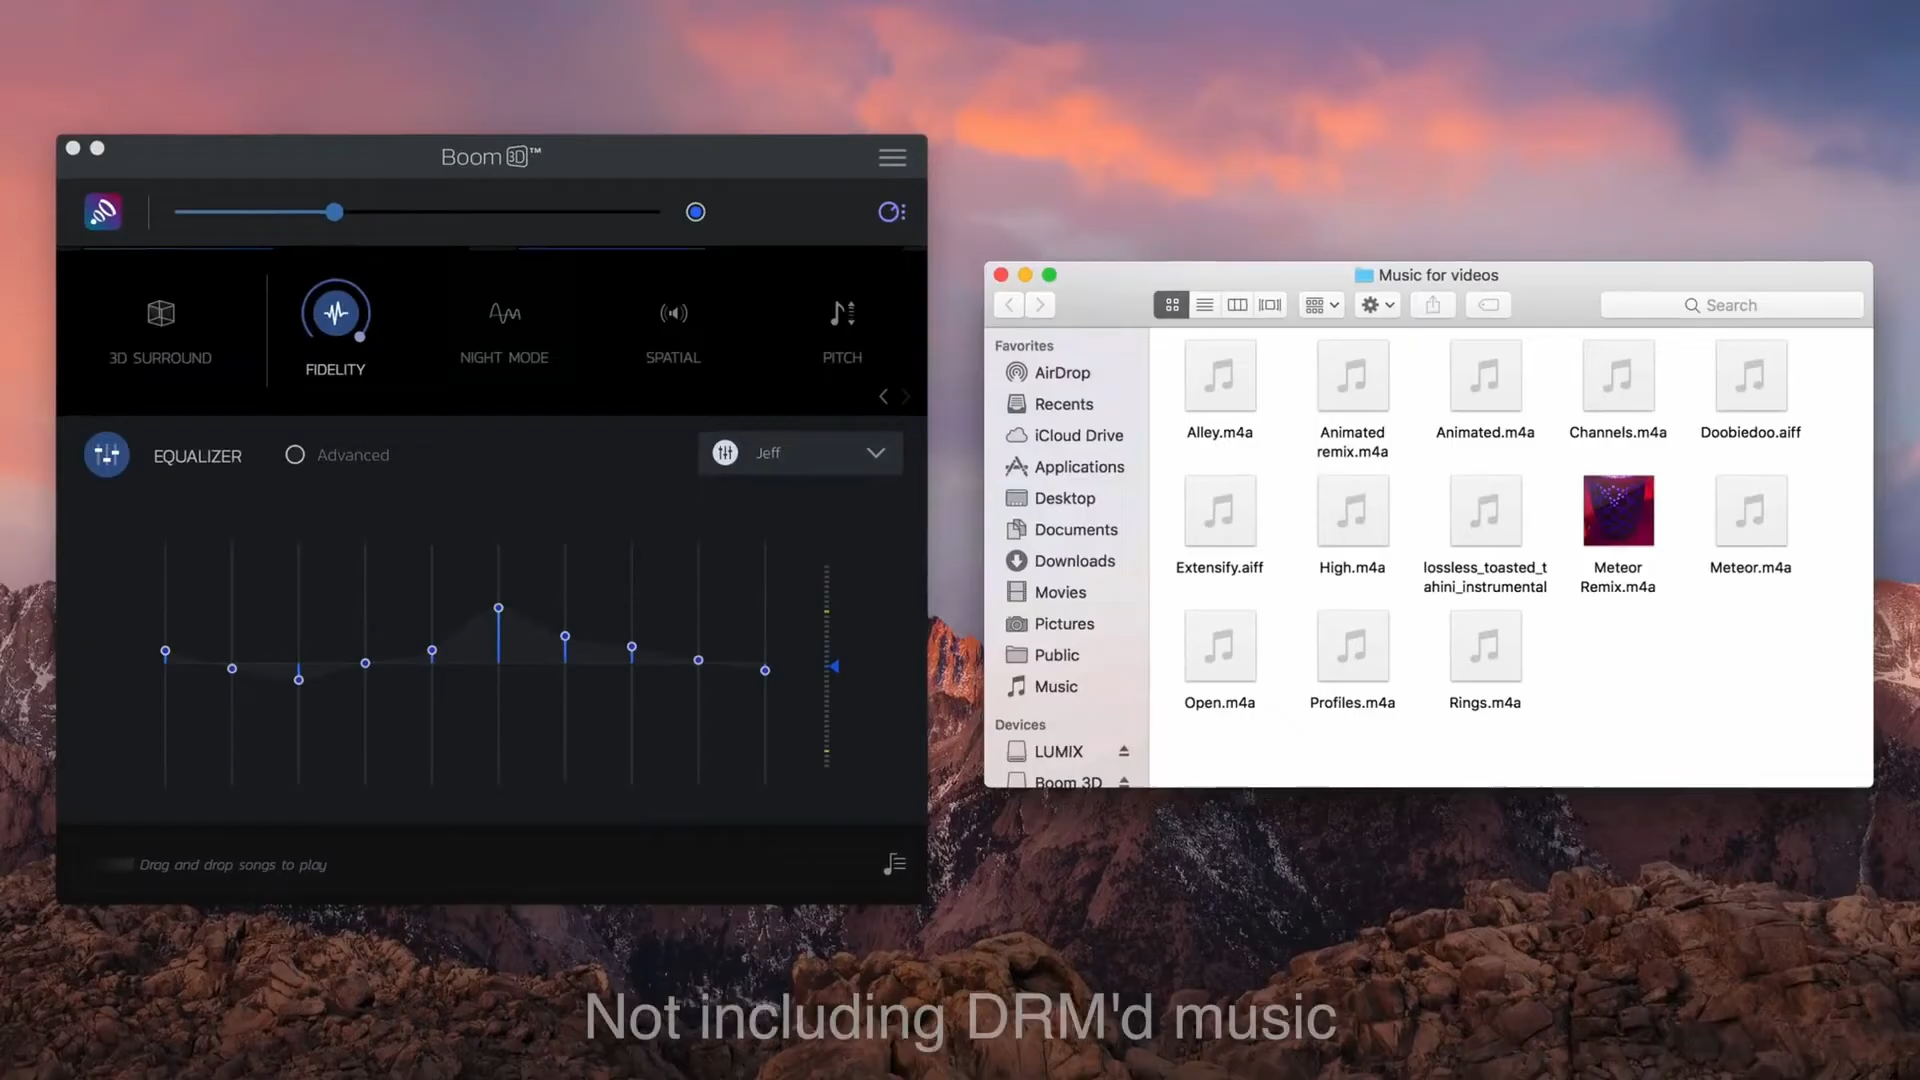 Boom 3D™
3D SURROUND
FIDELITY
NIGHT MODE
SPATIAL
PITCH
EQUALIZER
Advanced
Jeff
Drag and drop songs to play
Music for videos
Search
Favorites
AirDrop
Recents
iCloud Drive
Applications
Desktop
Documents
Downloads
Movies
Pictures
Public
Music
Devices
LUMIX
Boom 3D
Alley.m4a
Animated
remix.m4a
Animated.m4a
Channels.m4a
Doobiedoo.aiff
Extensify.aiff
High.m4a
lossless_toasted_t
ahini_instrumental
Meteor
Remix.m4a
Meteor.m4a
Open.m4a
Profiles.m4a
Rings.m4a
Not including DRM'd music